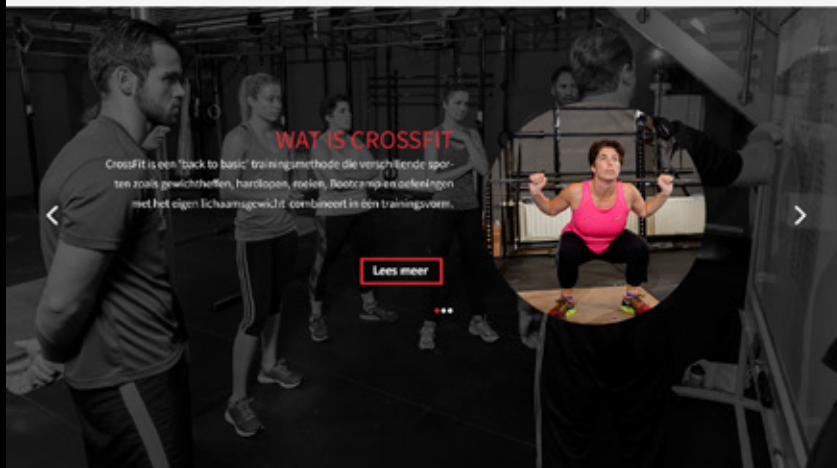 WAT IS CROSSFIT
CrossFit is een 'back to basic' trainingsmethode die verschillende spor-
ten zoals gewichtheffen, hardlopen, roeien, Bootcamp en oefeningen
met het eigen lichaamsgewicht combineert in één trainingsvorm.
Lees meer